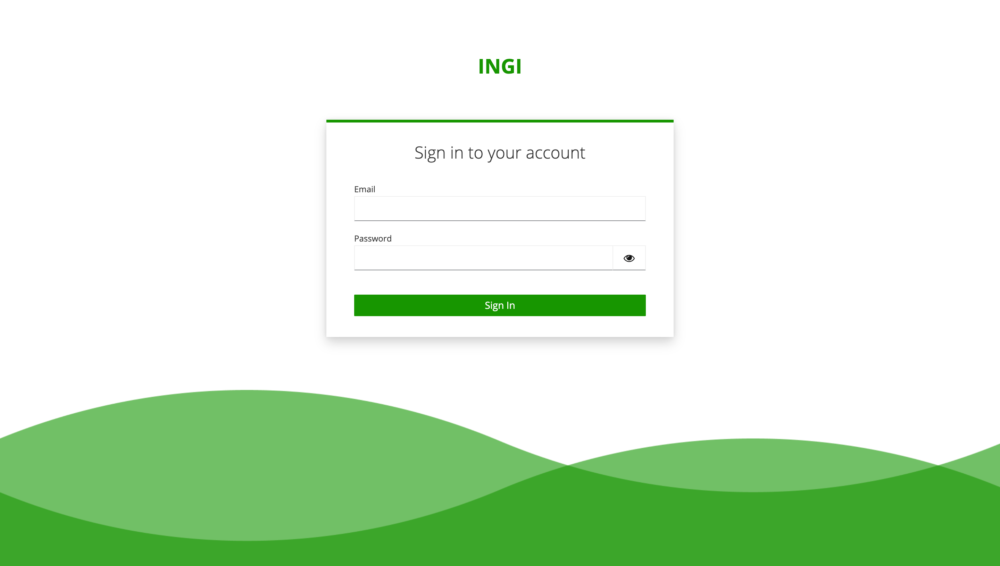 INGI
Sign in to your account
Email
Password
Sign In